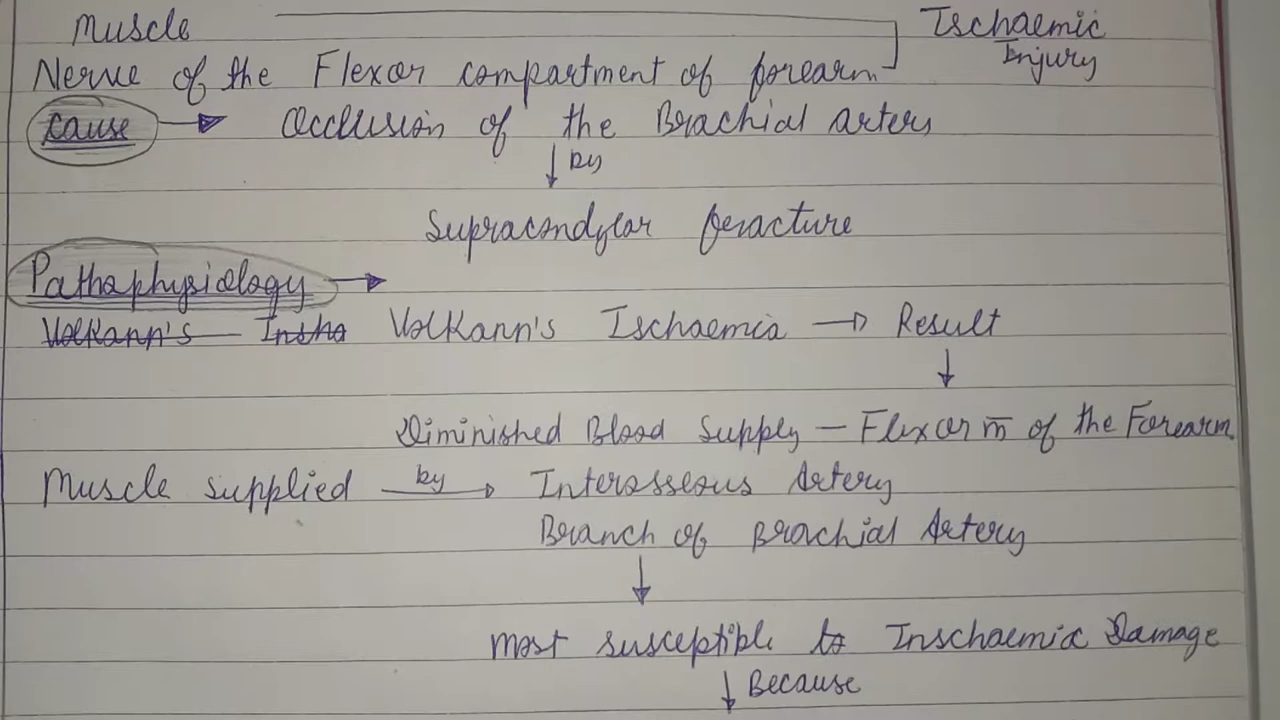 Muscle Ischaemic
Injury
Nerve of the Flexor compartment of forearm
Cause → Occlusion of the Brachial artery
↓ by
Supracondylar fracture
Pathophysiology →
Volkann's Insha Volkann's Ischaemia → Result
↓
Diminished Blood Supply — Flexor m̄ of the Forearm
Muscle supplied by → Interosseous Artery
Branch of Brachial Artery
↓
most susceptible to Inschaemic Damage
↓ Because